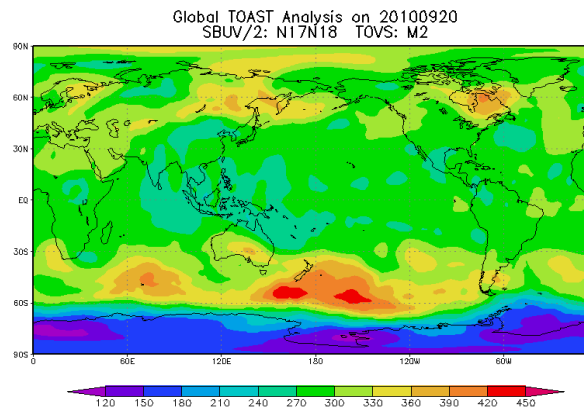 Global TOAST Analysis on 20100920
SBUV/2: N17N18 TOVS: M2
90N
60N
30N
EQ
30S
60S
90S
0 60E 120E 180 120W 60W
120 150 180 210 240 270 300 330 360 390 420 450